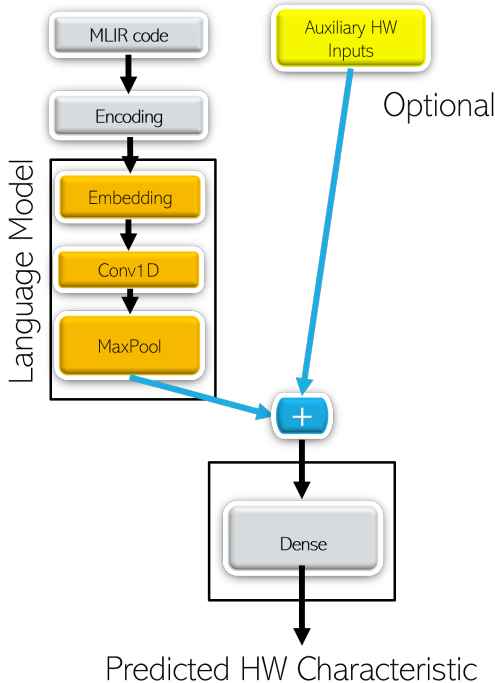 MLIR code
Auxiliary HW
Inputs
Optional
Encoding
Language Model
Embedding
Conv1D
MaxPool
+
Dense
Predicted HW Characteristic